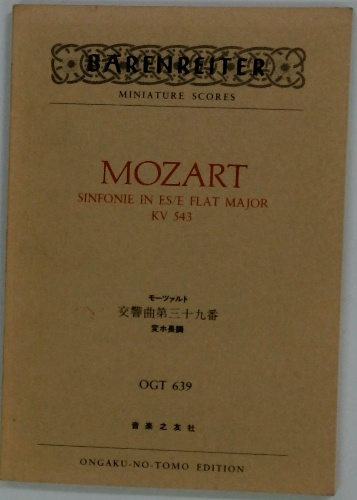 BÄRENREITER
MINIATURE SCORES
MOZART
SINFONIE IN ES/E FLAT MAJOR
KV 543
モーツァルト
交響曲第三十九番
変ホ長調
OGT 639
音楽之友社
ONGAKU-NO-TOMO EDITION